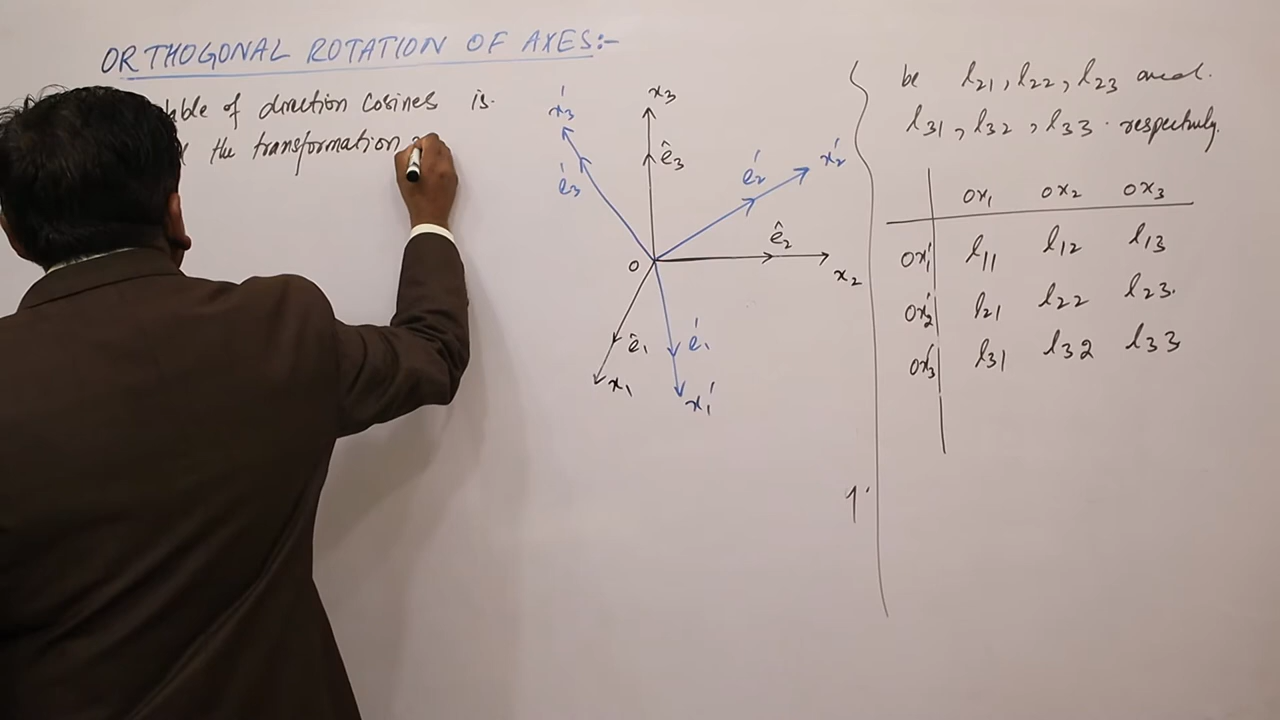 ORTHOGONAL ROTATION OF AXES:-
table of direction Cosines is.
the transformation
x₃
x₃′
ê₃
e₃′
e₂′
x₂′
ê₂
O
x₂
ê₁
e₁′
x₁
x₁′
be l₂₁, l₂₂, l₂₃ and.
l₃₁, l₃₂, l₃₃. respectively.
ox₁ ox₂ ox₃
ox₁′ l₁₁ l₁₂ l₁₃
ox₂′ l₂₁ l₂₂ l₂₃.
ox₃′ l₃₁ l₃₂ l₃₃